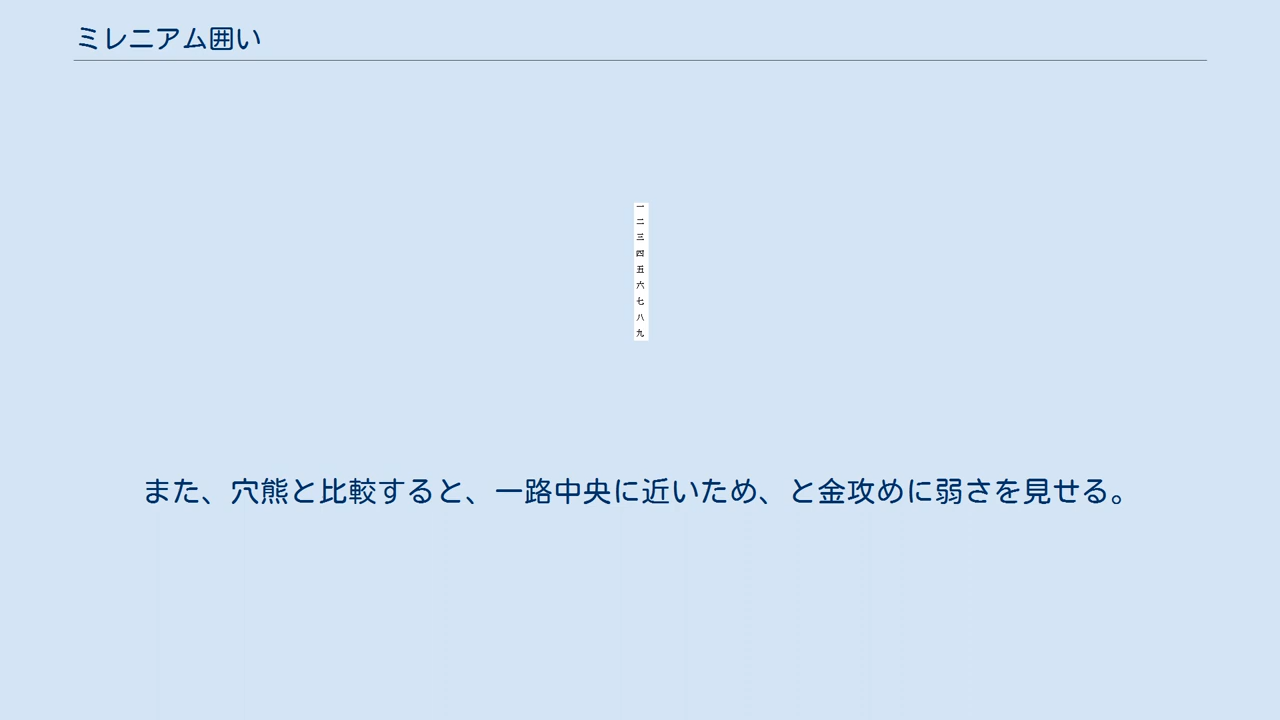 ミレニアム囲い
一
二
三
四
五
六
七
八
九
また、穴熊と比較すると、一路中央に近いため、と金攻めに弱さを見せる。